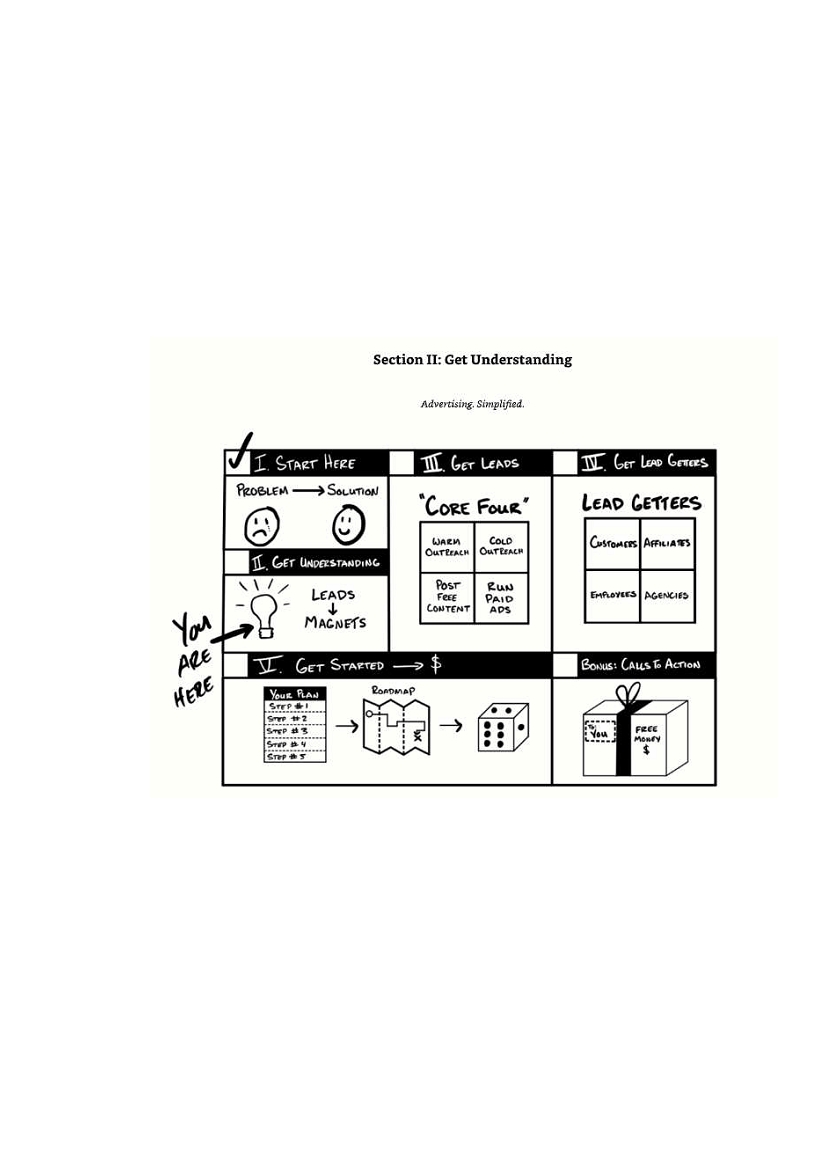 Section II: Get Understanding
Advertising. Simplified.
I. START HERE
PROBLEM → SOLUTION
II. GET UNDERSTANDING
LEADS
↓
MAGNETS
YOU
ARE
HERE
III. GET LEADS
"CORE FOUR"
WARM
OUTREACH
COLD
OUTREACH
POST
FREE
CONTENT
RUN
PAID
ADS
IV. GET LEAD GETTERS
LEAD GETTERS
CUSTOMERS
AFFILIATES
EMPLOYEES
AGENCIES
V. GET STARTED → $
YOUR PLAN
STEP #1
STEP #2
STEP #3
STEP #4
STEP #5
ROADMAP
X
BONUS: CALLS TO ACTION
TO:
YOU
FREE
MONEY
$